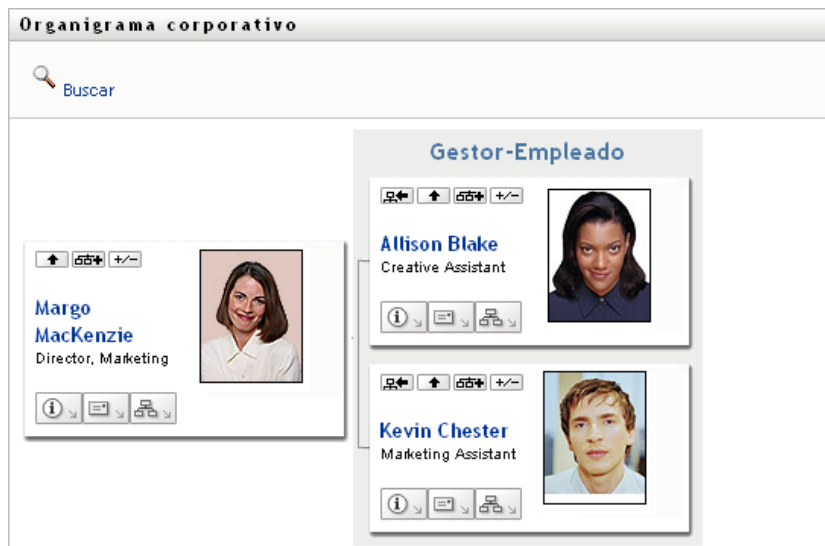 Organigrama corporativo
Buscar
Gestor-Empleado
+/-
Allison Blake
Creative Assistant
+/-
Margo
MacKenzie
Director, Marketing
+/-
Kevin Chester
Marketing Assistant